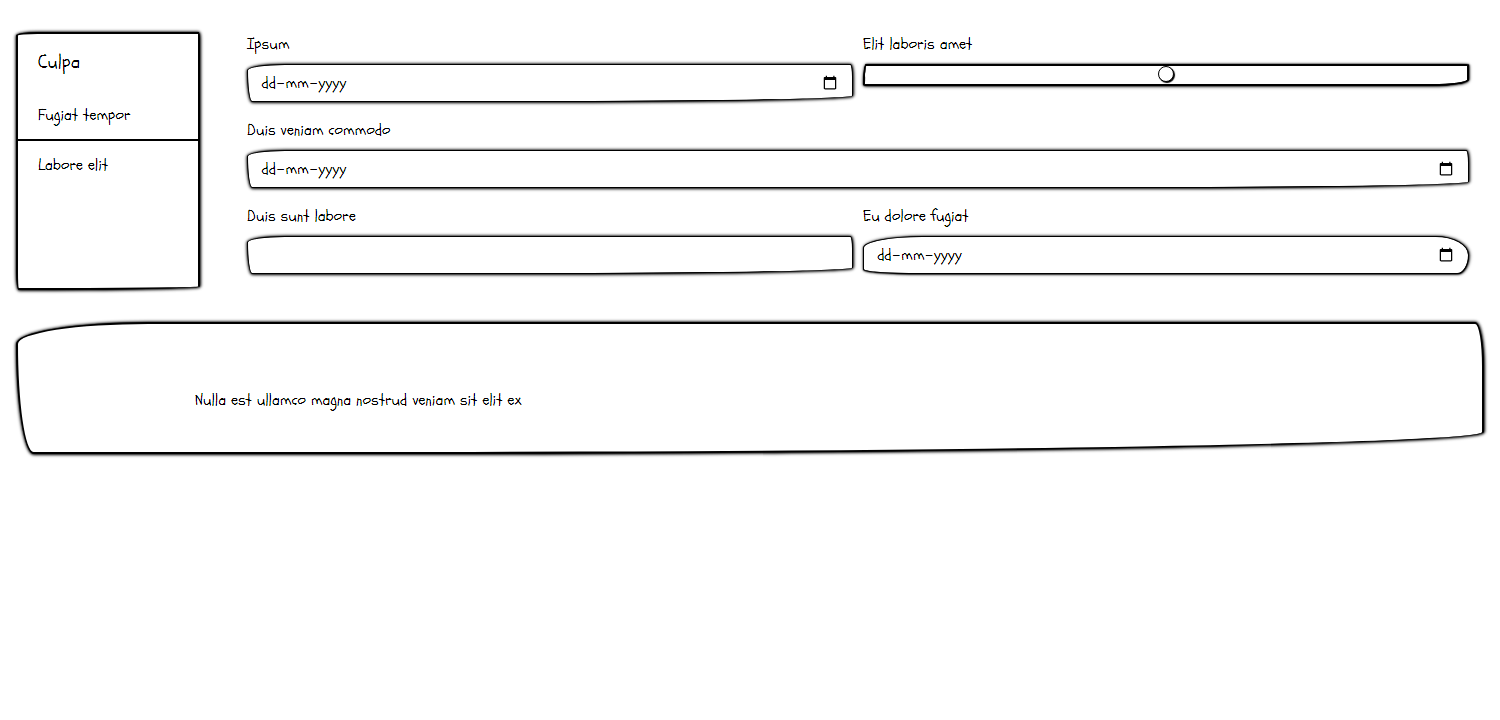 Culpa
Fugiat tempor
Labore elit
Ipsum
dd-mm-yyyy
Elit laboris amet
Duis veniam commodo
dd-mm-yyyy
Duis sunt labore
Eu dolore fugiat
dd-mm-yyyy
Nulla est ullamco magna nostrud veniam sit elit ex